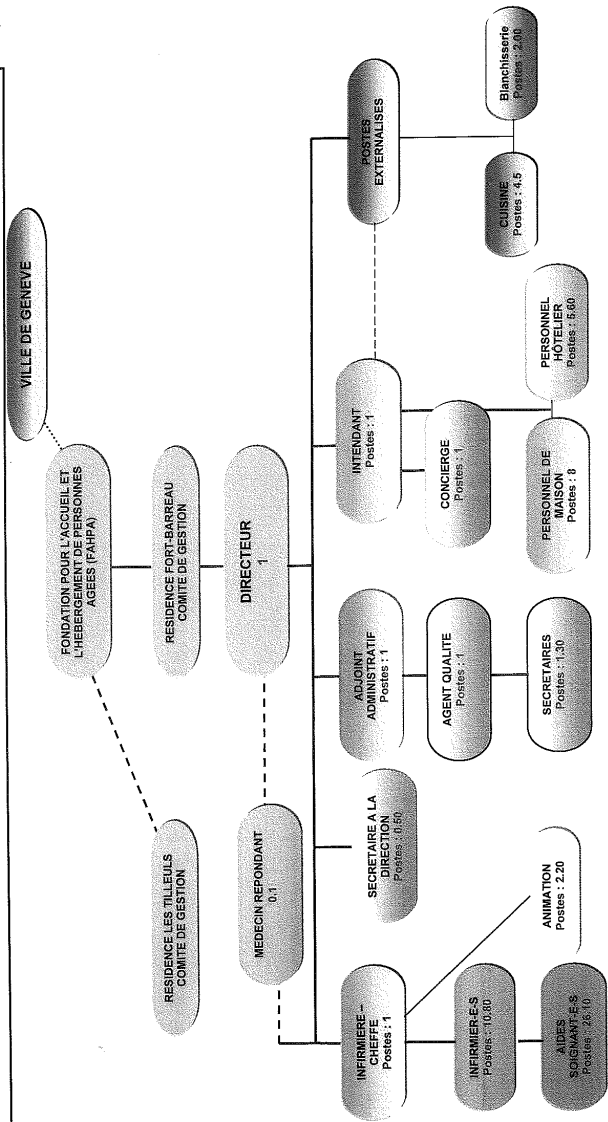 VILLE DE GENEVE
FONDATION POUR L'ACCUEIL ET
L'HEBERGEMENT DE PERSONNES
AGEES (FAHPA)
RESIDENCE LES TILLEULS
COMITE DE GESTION
RESIDENCE FORT-BARREAU
COMITE DE GESTION
MEDECIN REPONDANT
0.1
DIRECTEUR
1
INFIRMIERE –
CHEFFE
Postes : 1
SECRETAIRE A LA
DIRECTION
Postes : 0.50
ADJOINT
ADMINISTRATIF
Postes : 1
INTENDANT
Postes : 1
POSTES
EXTERNALISES
INFIRMIER-E-S
Postes : 10.80
AGENT QUALITE
Postes : 1
CONCIERGE
Postes : 1
CUISINE
Postes : 4.5
Blanchisserie
Postes : 2.00
AIDES
SOIGNANT-E-S
Postes : 26.10
ANIMATION
Postes : 2.20
SECRETAIRES
Postes : 1.30
PERSONNEL DE
MAISON
Postes : 8
PERSONNEL
HÔTELIER
Postes : 5.60